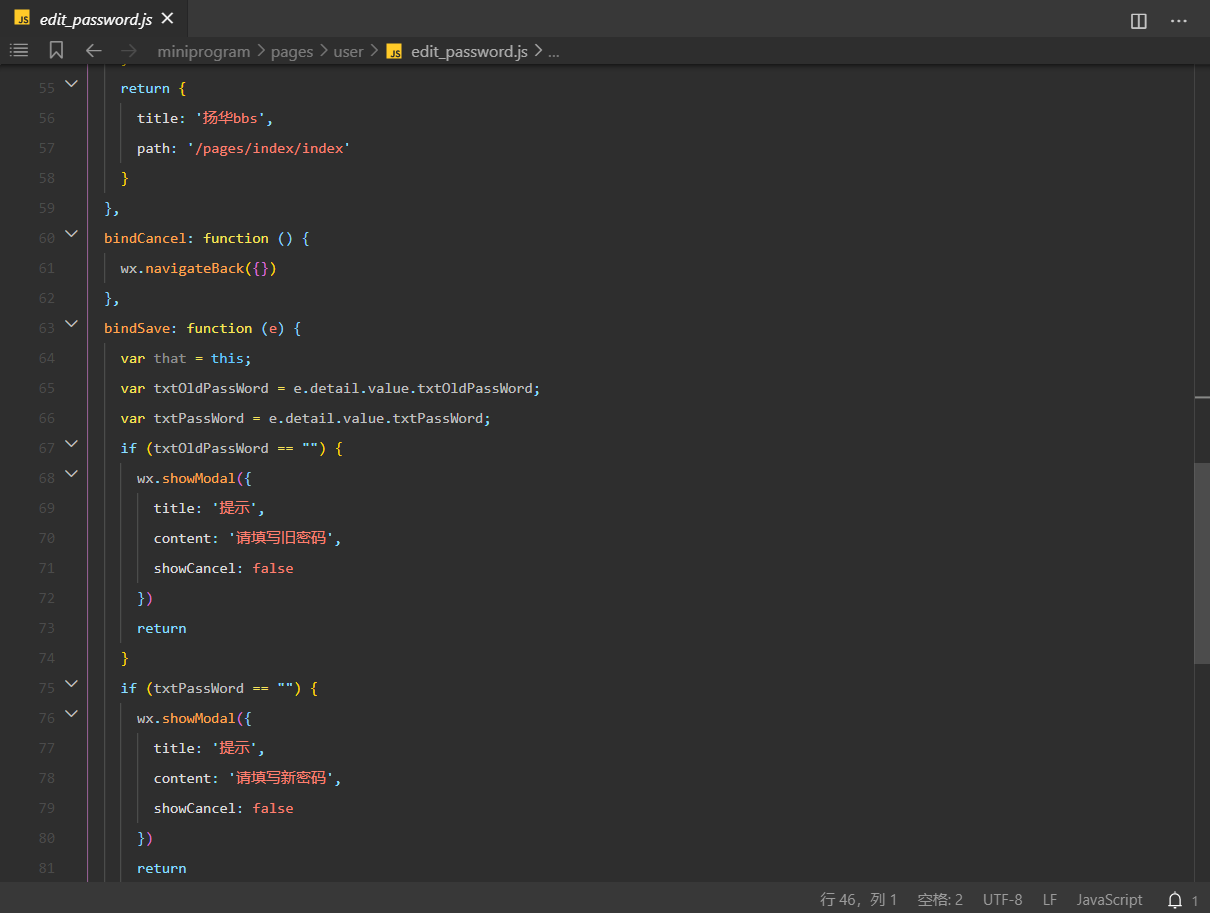 JS edit_password.js
miniprogram > pages > user > JS edit_password.js > ...
55 return {
56 title: '扬华bbs',
57 path: '/pages/index/index'
58 }
59 },
60 bindCancel: function () {
61 wx.navigateBack({})
62 },
63 bindSave: function (e) {
64 var that = this;
65 var txtOldPassWord = e.detail.value.txtOldPassWord;
66 var txtPassWord = e.detail.value.txtPassWord;
67 if (txtOldPassWord == "") {
68 wx.showModal({
69 title: '提示',
70 content: '请填写旧密码',
71 showCancel: false
72 })
73 return
74 }
75 if (txtPassWord == "") {
76 wx.showModal({
77 title: '提示',
78 content: '请填写新密码',
79 showCancel: false
80 })
81 return
行 46，列 1 空格: 2 UTF-8 LF JavaScript 1